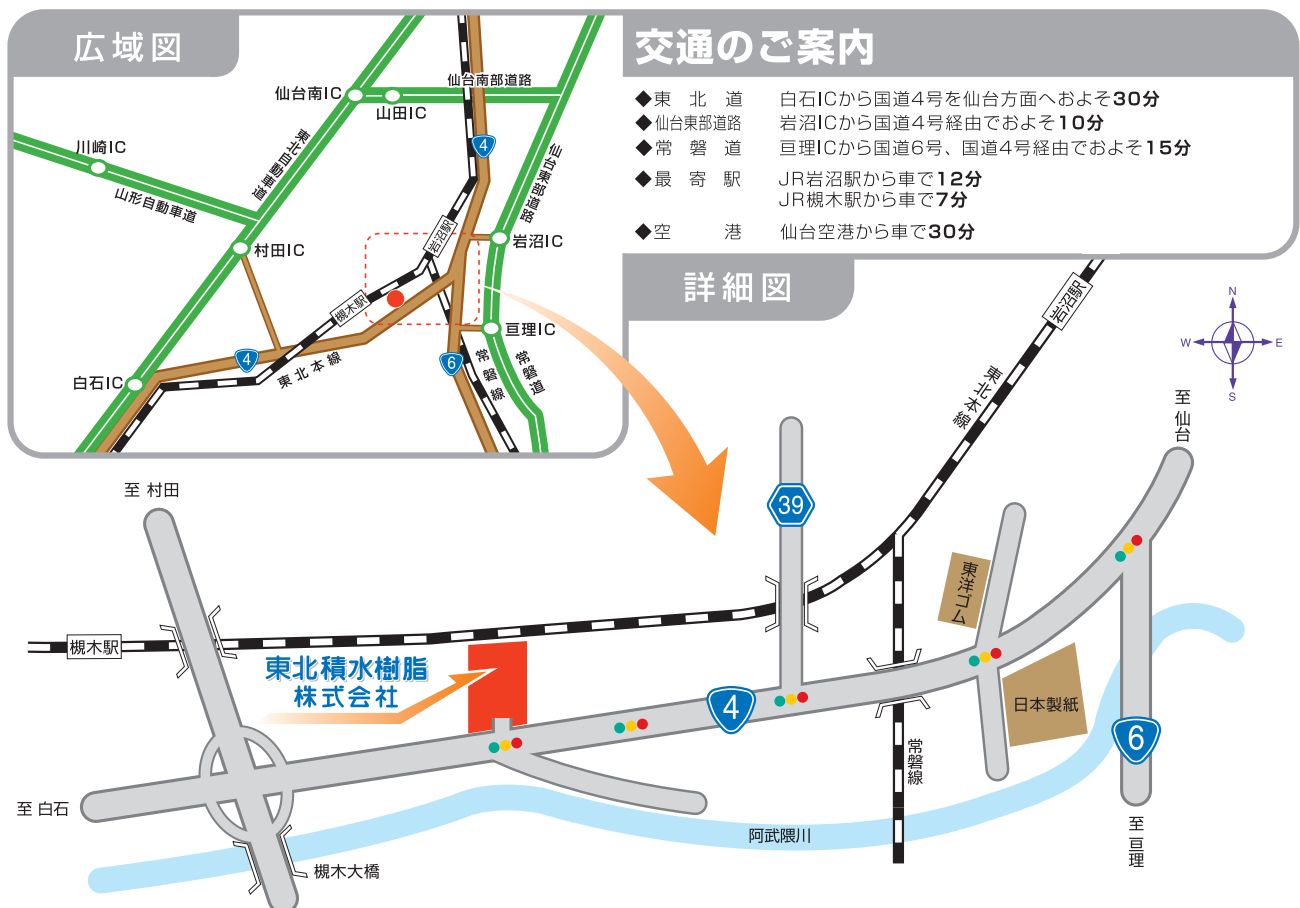 広域図
仙台南IC
山田IC
仙台南部道路
川崎IC
山形自動車道
東北自動車道
4
仙台東部道路
村田IC
岩沼駅
岩沼IC
槻木駅
亘理IC
4
東北本線
6
常磐線
常磐道
白石IC
交通のご案内
◆東北道 白石ICから国道4号を仙台方面へおよそ30分
◆仙台東部道路 岩沼ICから国道4号経由でおよそ10分
◆常磐道 亘理ICから国道6号、国道4号経由でおよそ15分
◆最寄駅 JR岩沼駅から車で12分
JR槻木駅から車で7分
◆空港 仙台空港から車で30分
詳細図
岩沼駅
N
W
E
S
東北本線
至 仙台
至 村田
39
東洋ゴム
槻木駅
東北積水樹脂
株式会社
4
日本製紙
6
常磐線
至 白石
阿武隈川
至 亘理
槻木大橋